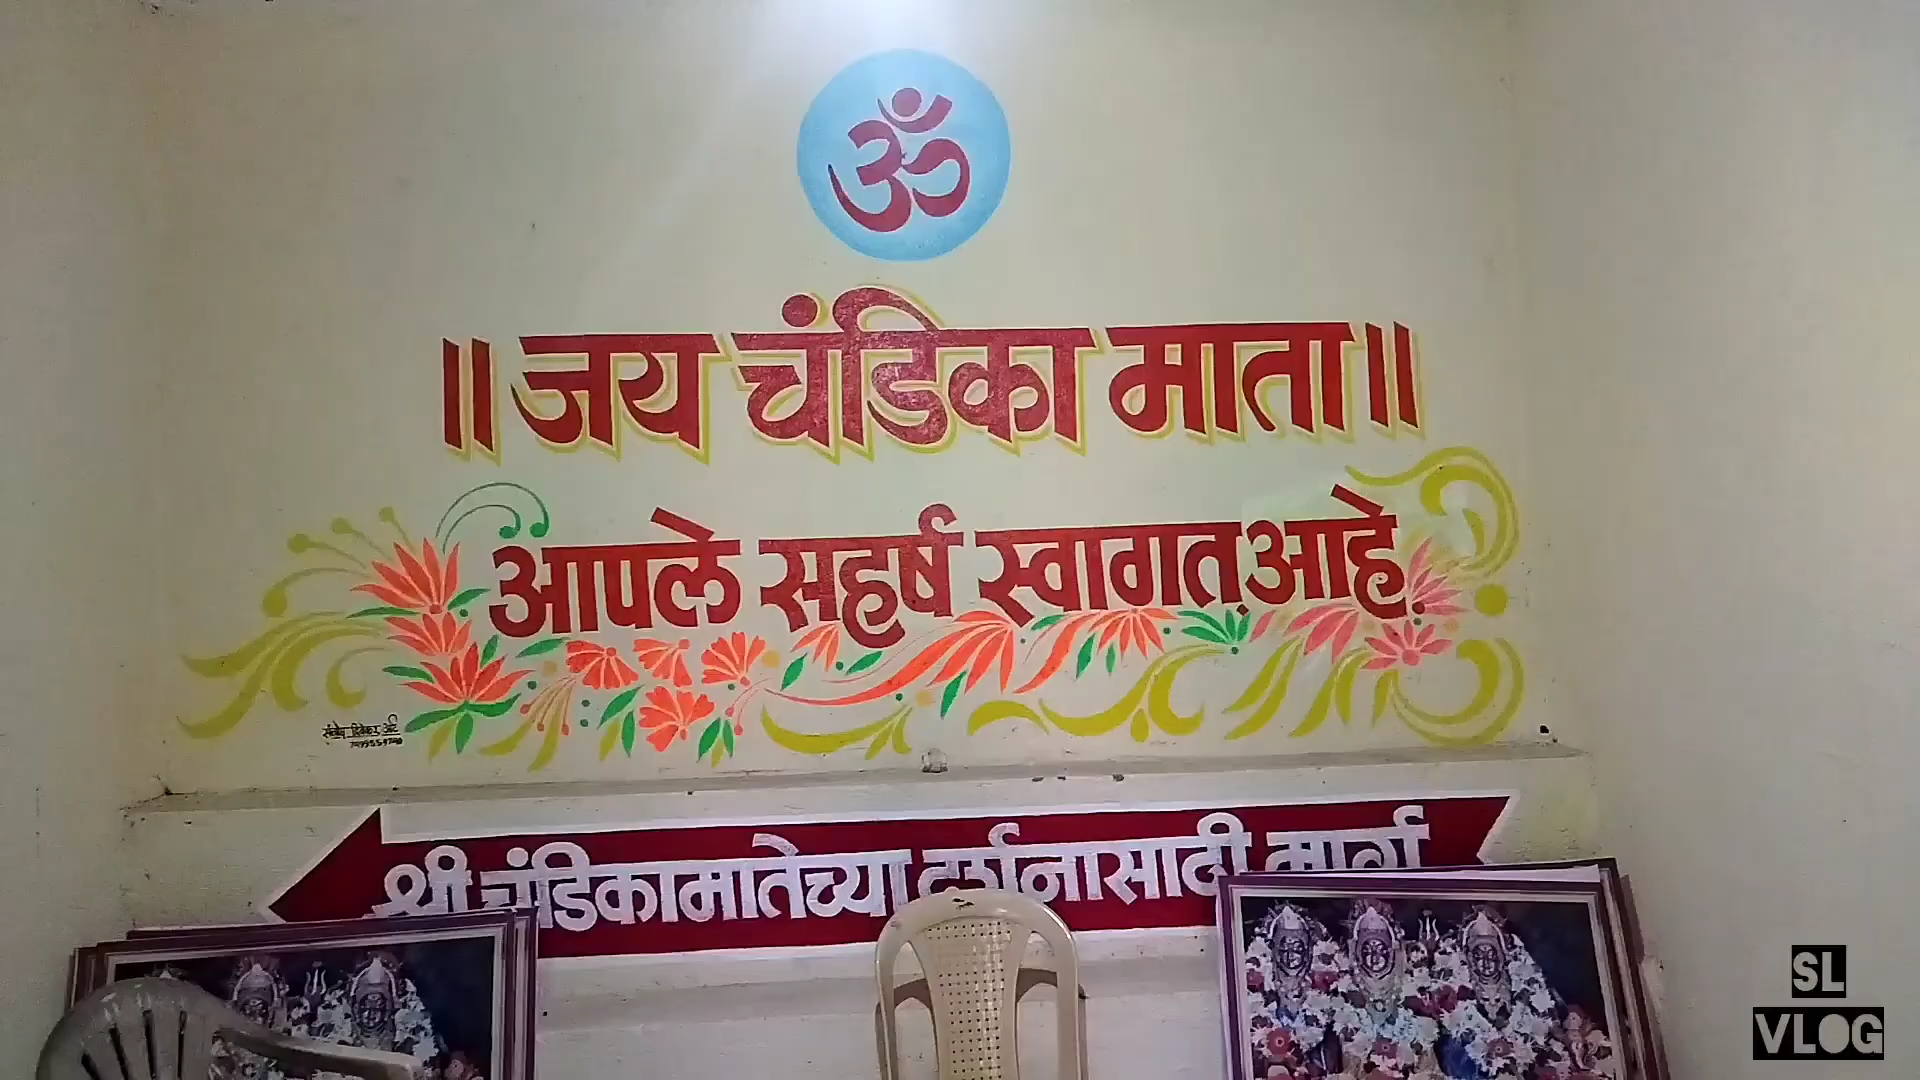 ॐ
॥ जय चंडिका माता ॥
आपले सहर्ष स्वागत आहे.
श्री चंडिकामातेच्या दर्शनासाठी मार्ग
SL
VLOG